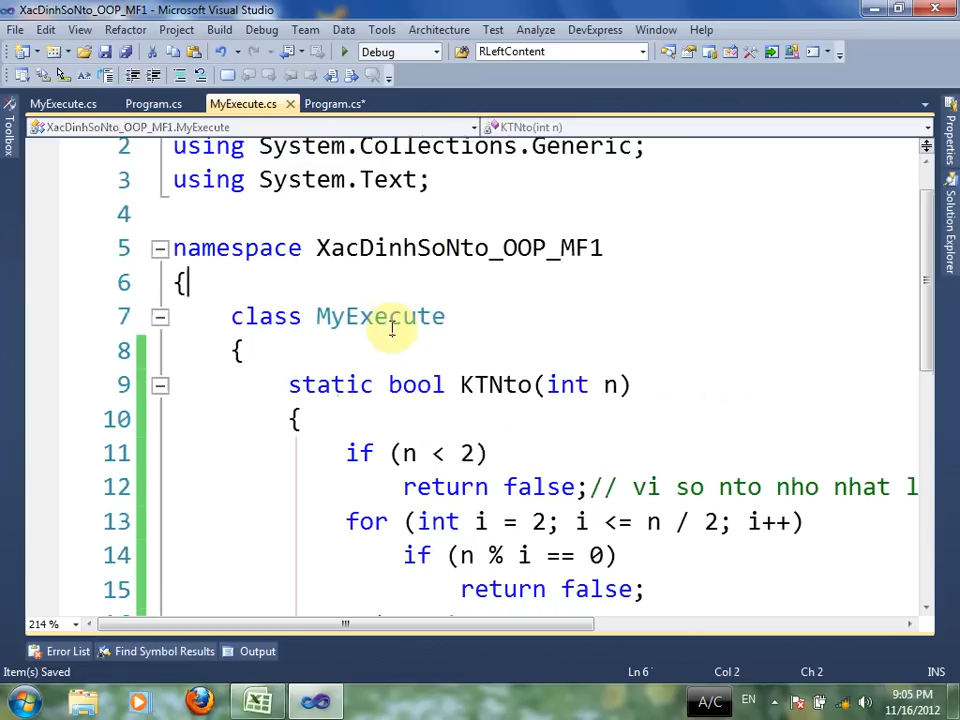 XacDinhSoNto_OOP_MF1 - Microsoft Visual Studio
File Edit View Refactor Project Build Debug Team Data Tools Architecture Test Analyze DevExpress Window Help
Debug RLeftContent
MyExecute.cs Program.cs MyExecute.cs Program.cs*
XacDinhSoNto_OOP_MF1.MyExecute KTNto(int n)
Toolbox
Properties
Solution Explorer
2 using System.Collections.Generic;
3 using System.Text;
4
5 namespace XacDinhSoNto_OOP_MF1
6 {
7 class MyExecute
8 {
9 static bool KTNto(int n)
10 {
11 if (n < 2)
12 return false;// vi so nto nho nhat l
13 for (int i = 2; i <= n / 2; i++)
14 if (n % i == 0)
15 return false;
214 %
Error List Find Symbol Results Output
Item(s) Saved Ln 6 Col 2 Ch 2 INS
A/C EN 9:05 PM
11/16/2012